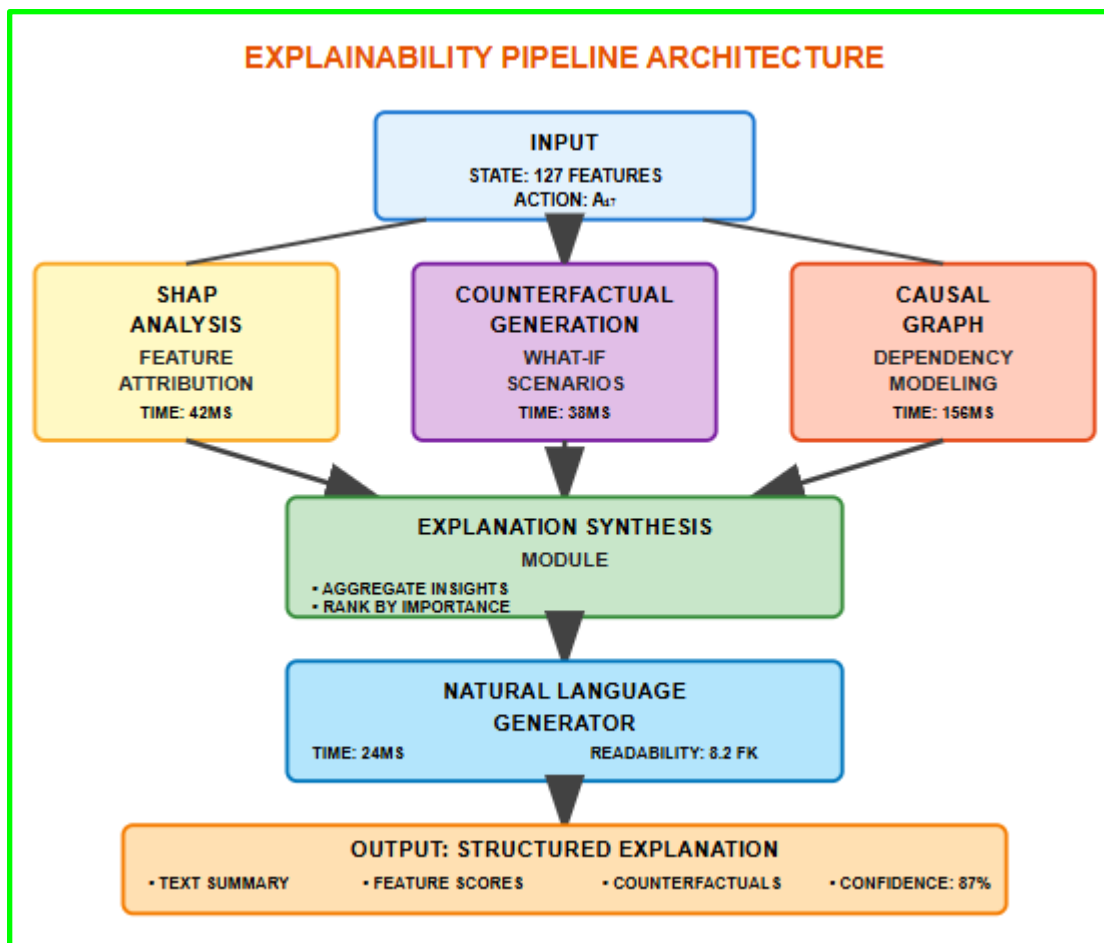 EXPLAINABILITY PIPELINE ARCHITECTURE
INPUT
STATE: 127 FEATURES
ACTION: A₄₇
SHAP
ANALYSIS
FEATURE
ATTRIBUTION
TIME: 42MS
COUNTERFACTUAL
GENERATION
WHAT-IF
SCENARIOS
TIME: 38MS
CAUSAL
GRAPH
DEPENDENCY
MODELING
TIME: 156MS
EXPLANATION SYNTHESIS
MODULE
▪ AGGREGATE INSIGHTS
▪ RANK BY IMPORTANCE
NATURAL LANGUAGE
GENERATOR
TIME: 24MS READABILITY: 8.2 FK
OUTPUT: STRUCTURED EXPLANATION
▪ TEXT SUMMARY ▪ FEATURE SCORES ▪ COUNTERFACTUALS ▪ CONFIDENCE: 87%